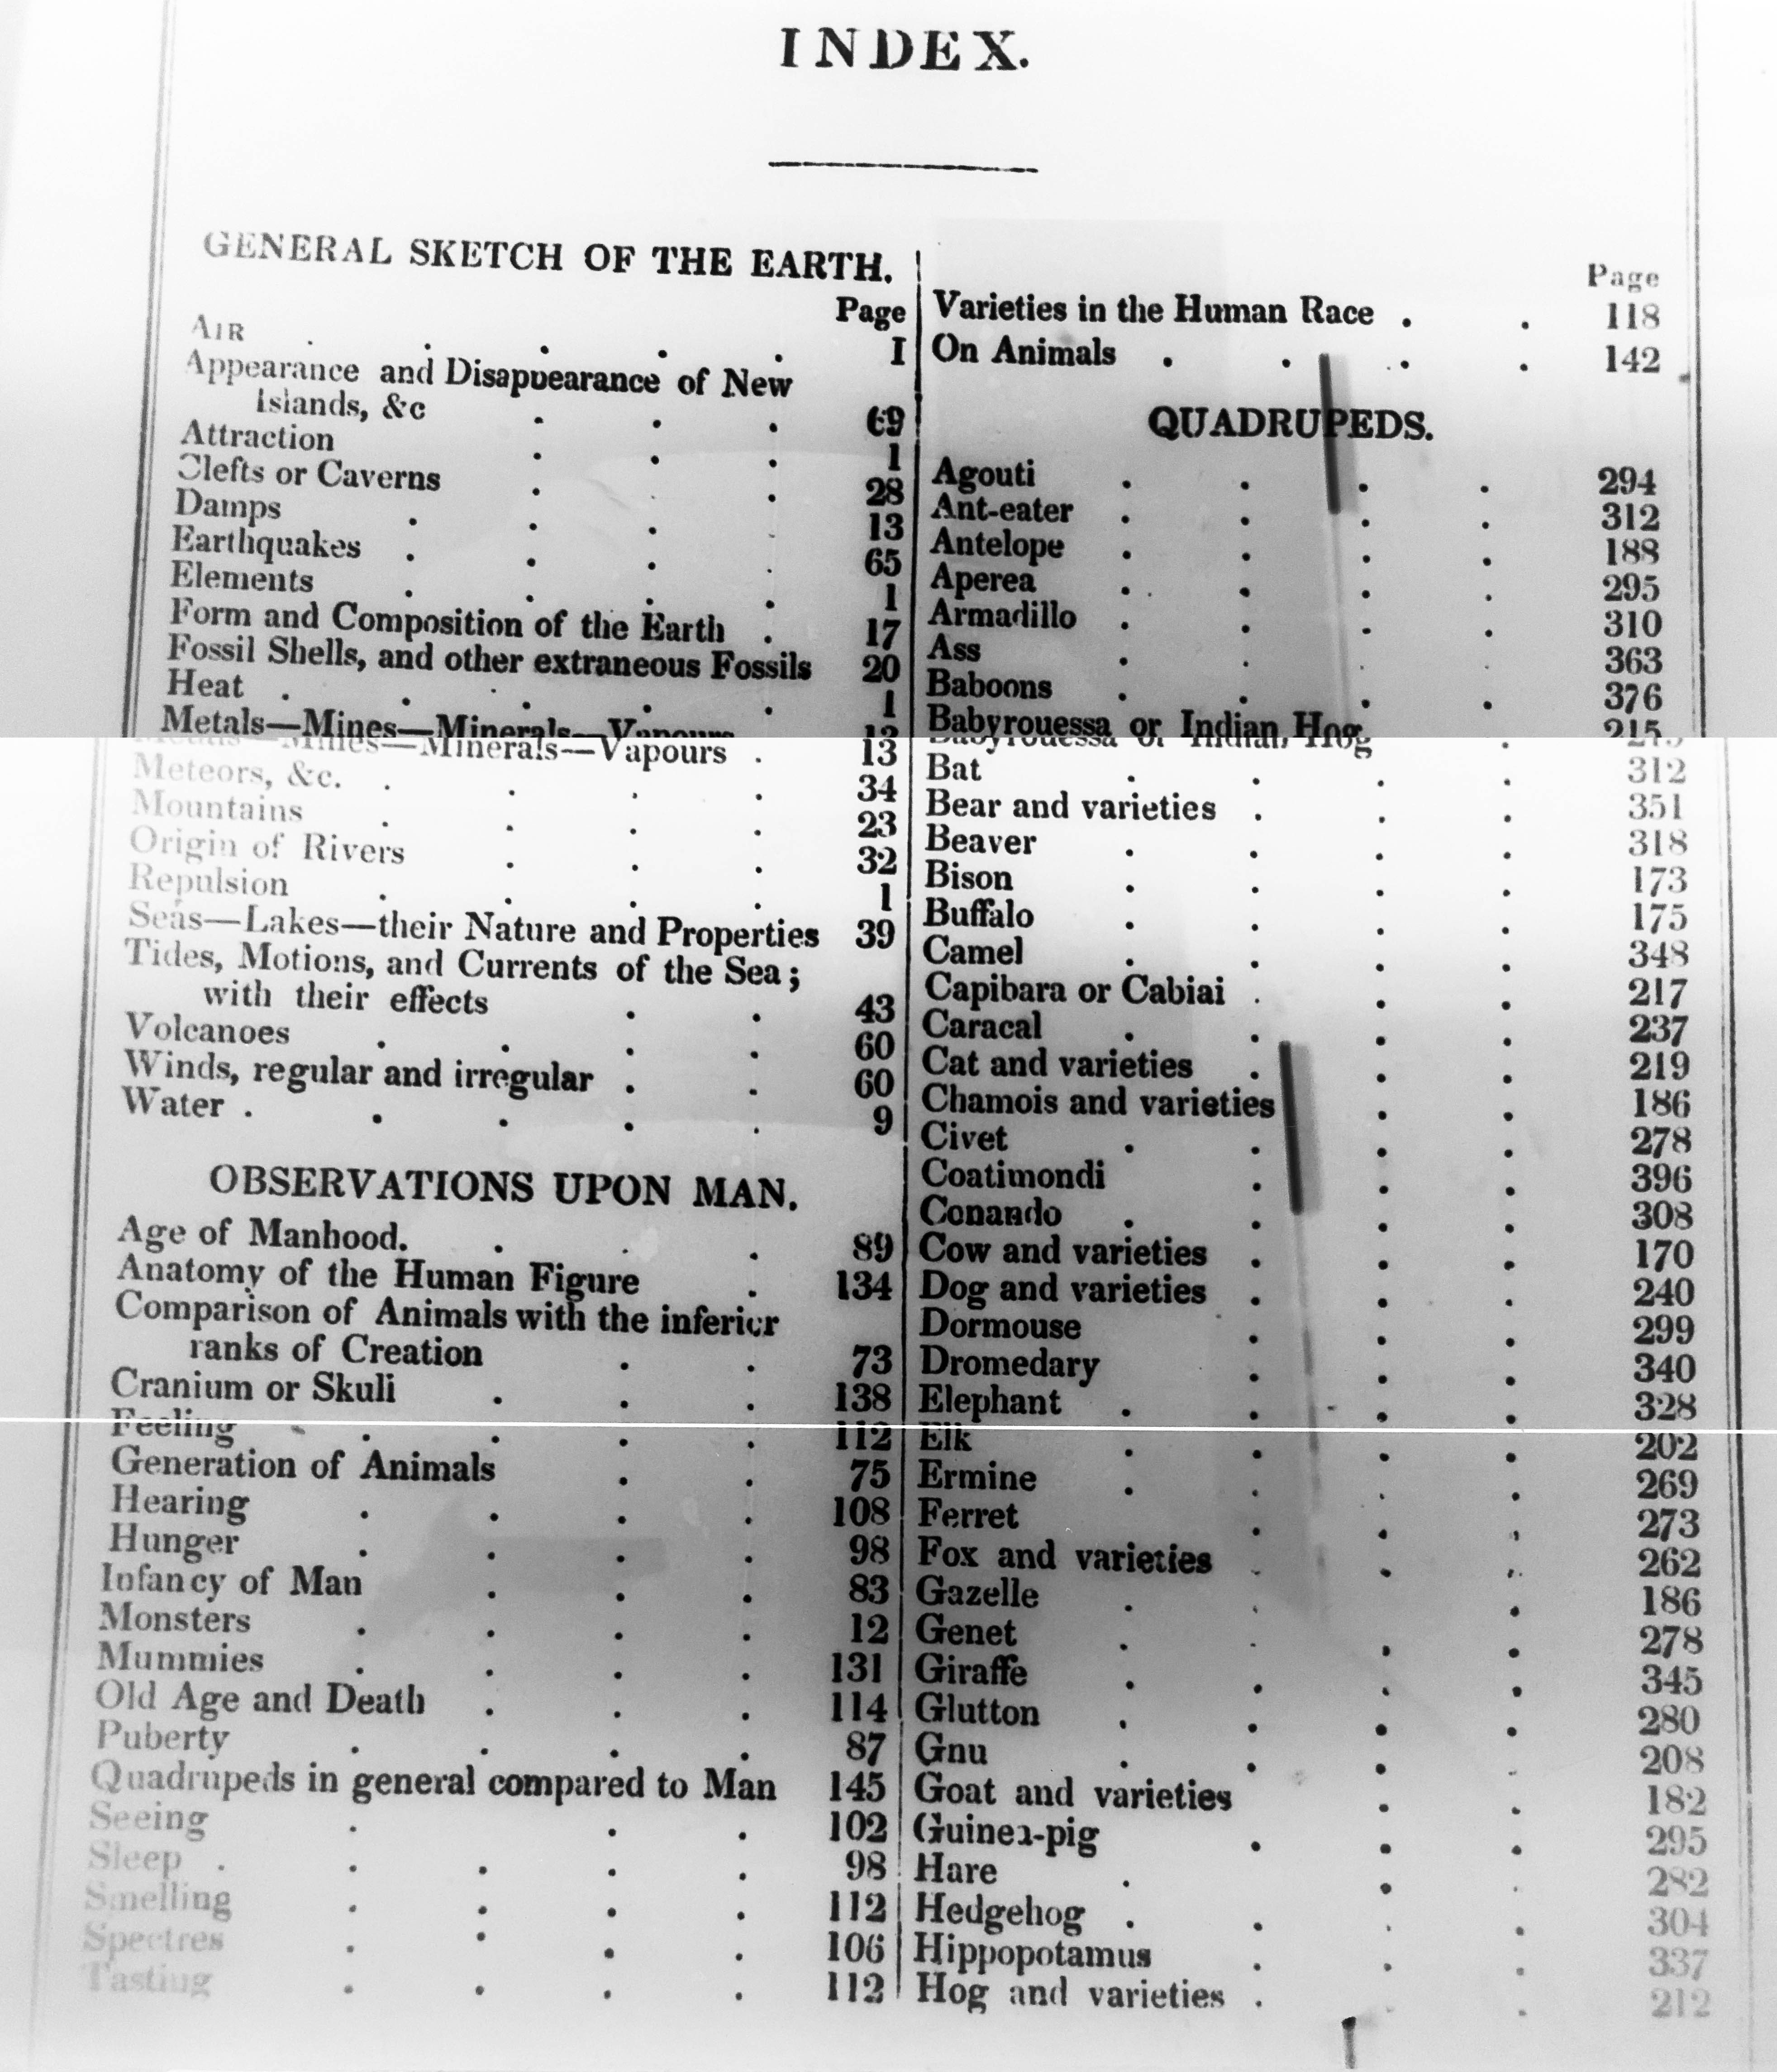 INDEX.
GENERAL SKETCH OF THE EARTH.
Page
AIR . . . . . I
Appearance and Disappearance of New
Islands, &c . . . 69
Attraction . . . 1
Clefts or Caverns . . 28
Damps . . . . 13
Earthquakes . . . . 65
Elements . . . . 1
Form and Composition of the Earth . 17
Fossil Shells, and other extraneous Fossils 20
Heat . . . . . . 1
Metals—Mines—Minerals—Vapours . 13
Meteors, &c. . . . . 34
Mountains . . . . 23
Origin of Rivers . . . 32
Repulsion . . . . 1
Seas—Lakes—their Nature and Properties 39
Tides, Motions, and Currents of the Sea;
with their effects . . 43
Volcanoes . . . . 60
Winds, regular and irregular . . 60
Water . . . . . 9
OBSERVATIONS UPON MAN.
Age of Manhood. . . . 89
Anatomy of the Human Figure . 134
Comparison of Animals with the inferior
ranks of Creation . . 73
Cranium or Skull . . . 138
Feeling . . . . 112
Generation of Animals . . 75
Hearing . . . . 108
Hunger . . . . 98
Infancy of Man . . . 83
Monsters . . . . 12
Mummies . . . . 131
Old Age and Death . . . 114
Puberty . . . . 87
Quadrupeds in general compared to Man 145
Seeing . . . 102
Sleep . . . . . 98
Smelling . . . . 112
Spectres . . . . 106
Tasting . . . . 112
Page
Varieties in the Human Race . . 118
On Animals . . . . 142
QUADRUPEDS.
Agouti . . . . 294
Ant-eater . . . . 312
Antelope . . . . 188
Aperea . . . . 295
Armadillo . . . . 310
Ass . . . . 363
Baboons . . . . 376
Babyrouessa or Indian Hog . 215
Bat . . . . 312
Bear and varieties . . . 351
Beaver . . . . 318
Bison . . . . 173
Buffalo . . . . 175
Camel . . . . 348
Capibara or Cabiai . . . 217
Caracal . . . . 237
Cat and varieties . . . 219
Chamois and varieties . . 186
Civet . . . . 278
Coatimondi . . . 396
Conando . . . . 308
Cow and varieties . . . 170
Dog and varieties . . . 240
Dormouse . . . 299
Dromedary . . . 340
Elephant . . . . 328
Elk . . . . 202
Ermine . . . . 269
Ferret . . . 273
Fox and varieties . . . 262
Gazelle . . . 186
Genet . . . . 278
Giraffe . . . . 345
Glutton . . . . 280
Gnu . . . . 208
Goat and varieties . . 182
Guinea-pig . . . 295
Hare . . . 282
Hedgehog . . . . 304
Hippopotamus . . . 337
Hog and varieties . . 212